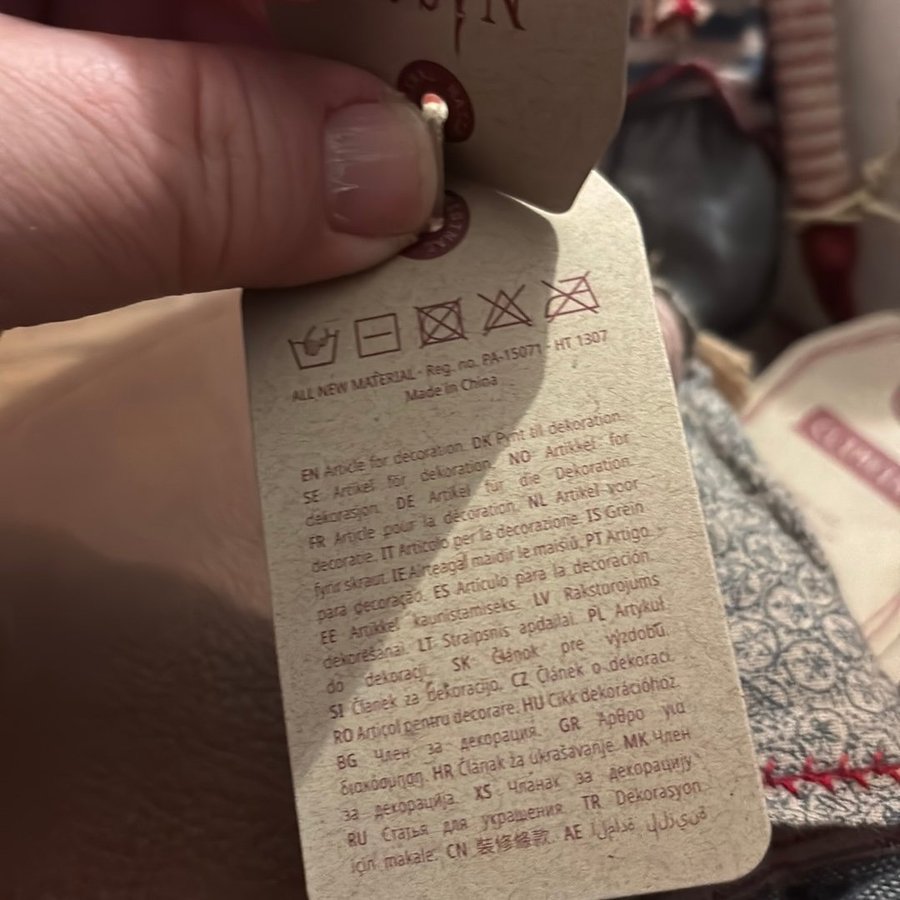 ALL NEW MATERIAL · Reg. no. PA-15071 · HT 1307
Made in China
EN Article for decoration. DK Pynt til dekoration.
SE Artikel för dekoration. NO Artikkel for
dekorasjon. DE Artikel für die Dekoration.
FR Article pour la décoration. NL Artikel voor
decoratie. IT Articolo per la decorazione. IS Grein
fyrir skraut. IE Airteagal maidir le maisiú. PT Artigo
para decoração. ES Artículo para la decoración.
EE Artikkel kaunistamiseks. LV Raksturojums
dekorēšanai. LT Straipsnis apdailai. PL Artykuł
do dekoracji. SK Článok pre výzdobu.
SI Članek za dekoracijo. CZ Článek o dekoraci.
RO Articol pentru decorare. HU Cikk dekorációhoz.
BG Член за декорация. GR Άρθρο για
διακόσμηση. HR Članak za ukrašavanje. MK Член
за декорација. XS Чланак за декорацију
RU Статья для украшения. TR Dekorasyon
için makale. CN 裝修條款. AE